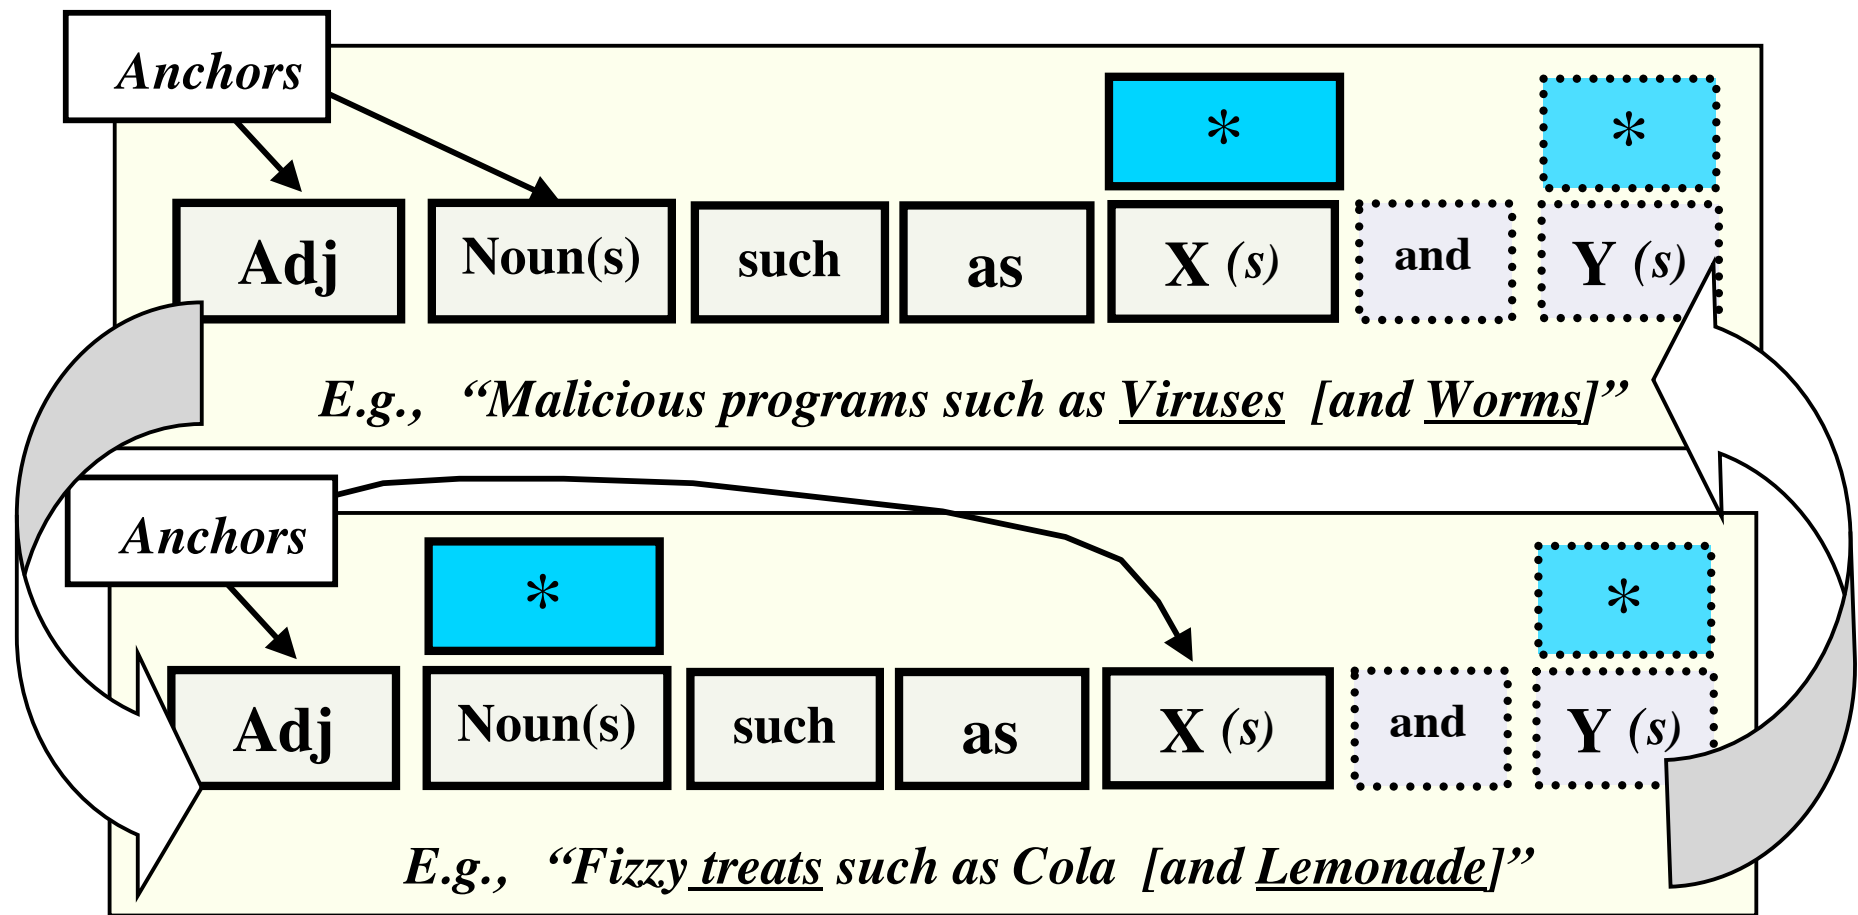 Anchors
* *
Adj Noun(s) such as X (s) and Y (s)
E.g., “Malicious programs such as Viruses [and Worms]”
Anchors
* *
Adj Noun(s) such as X (s) and Y (s)
E.g., “Fizzy treats such as Cola [and Lemonade]”